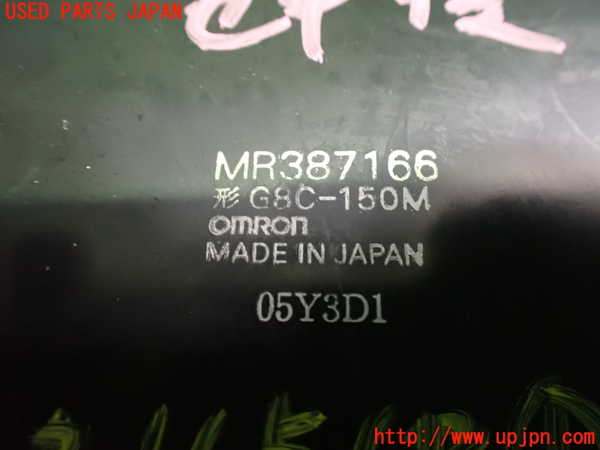 USED PARTS JAPAN
MR387166
形 G8C-150M
omron
MADE IN JAPAN
05Y3D1
http://www.upjpn.com/